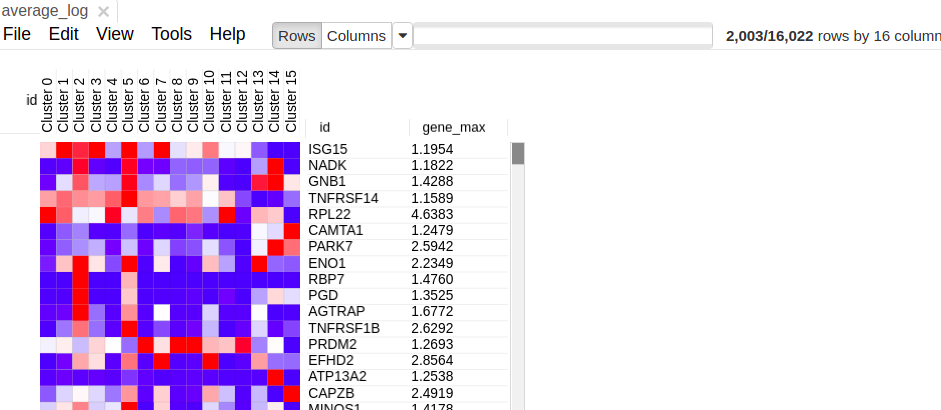 average_log ×
File Edit View Tools Help Rows Columns 2,003/16,022 rows by 16 column
id Cluster 0 Cluster 1 Cluster 2 Cluster 3 Cluster 4 Cluster 5 Cluster 6 Cluster 7 Cluster 8 Cluster 9 Cluster 10 Cluster 11 Cluster 12 Cluster 13 Cluster 14 Cluster 15
id gene_max
ISG15 1.1954
NADK 1.1822
GNB1 1.4288
TNFRSF14 1.1589
RPL22 4.6383
CAMTA1 1.2479
PARK7 2.5942
ENO1 2.2349
RBP7 1.4760
PGD 1.3525
AGTRAP 1.6772
TNFRSF1B 2.6292
PRDM2 1.2693
EFHD2 2.8564
ATP13A2 1.2538
CAPZB 2.4919
MINOS1 1.4178